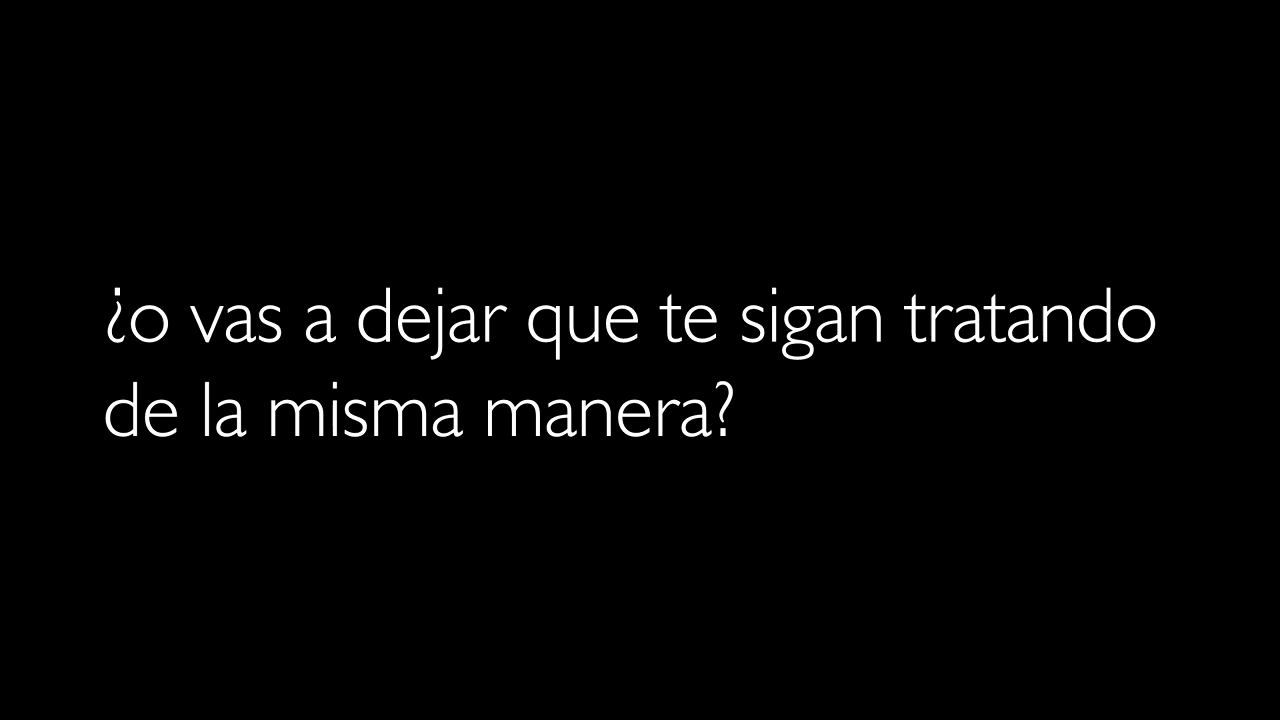 ¿o vas a dejar que te sigan tratando
de la misma manera?